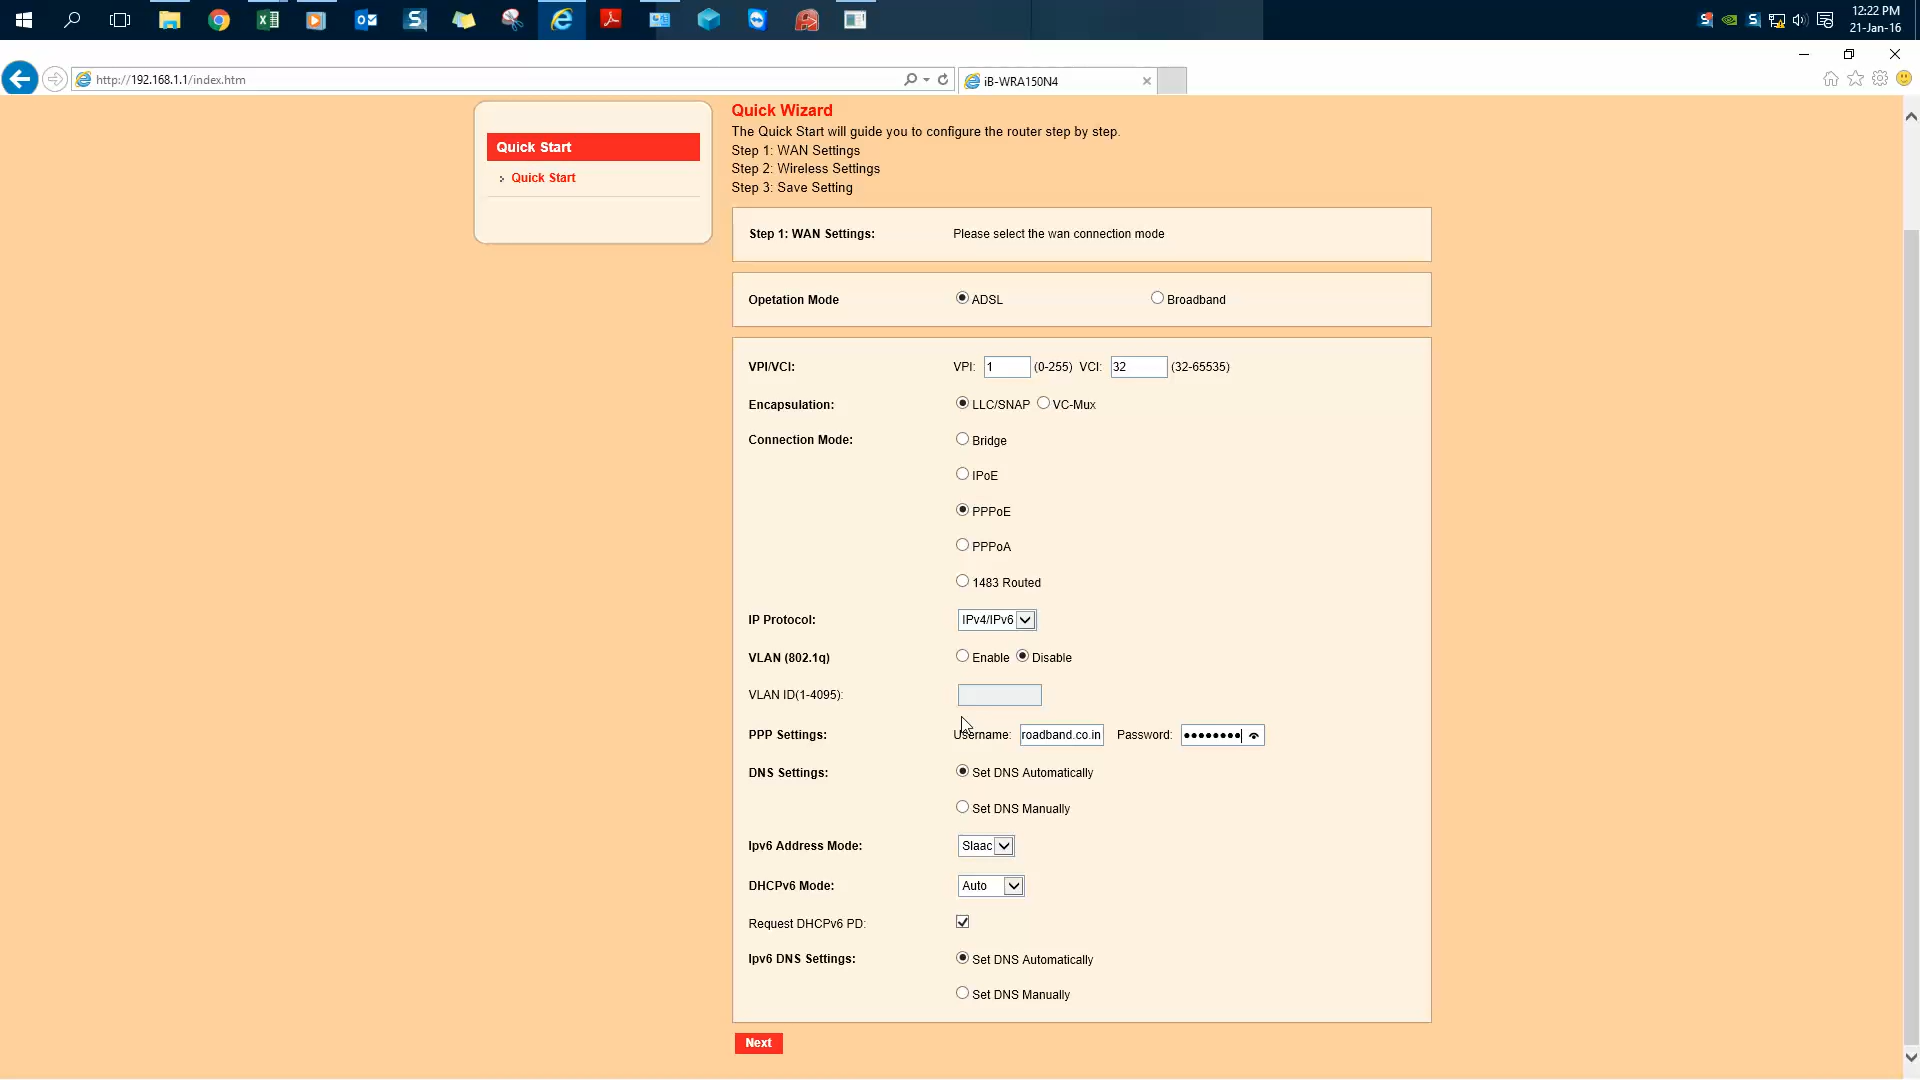 12:22 PM
21-Jan-16
http://192.168.1.1/index.htm
iB-WRA150N4
Quick Start
Quick Start
Quick Wizard
The Quick Start will guide you to configure the router step by step.
Step 1: WAN Settings
Step 2: Wireless Settings
Step 3: Save Setting
Step 1: WAN Settings: Please select the wan connection mode
Opetation Mode ADSL Broadband
VPI/VCI: VPI: 1 (0-255) VCI: 32 (32-65535)
Encapsulation: LLC/SNAP VC-Mux
Connection Mode: Bridge
IPoE
PPPoE
PPPoA
1483 Routed
IP Protocol: IPv4/IPv6
VLAN (802.1q) Enable Disable
VLAN ID(1-4095):
PPP Settings: Username: roadband.co.in Password: ••••••••
DNS Settings: Set DNS Automatically
Set DNS Manually
Ipv6 Address Mode: Slaac
DHCPv6 Mode: Auto
Request DHCPv6 PD:
Ipv6 DNS Settings: Set DNS Automatically
Set DNS Manually
Next